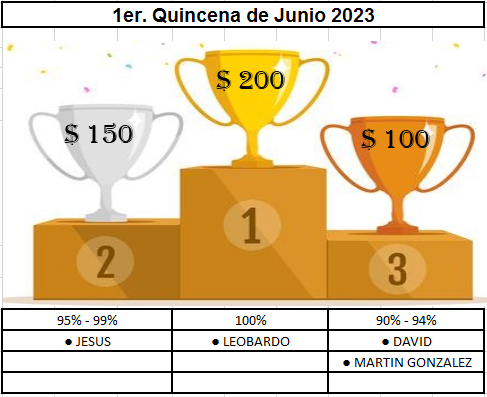 1er. Quincena de Junio 2023
$ 200
$ 150
$ 100
1
2
3
95% - 99% 100% 90% - 94%
● JESUS ● LEOBARDO ● DAVID
● MARTIN GONZALEZ